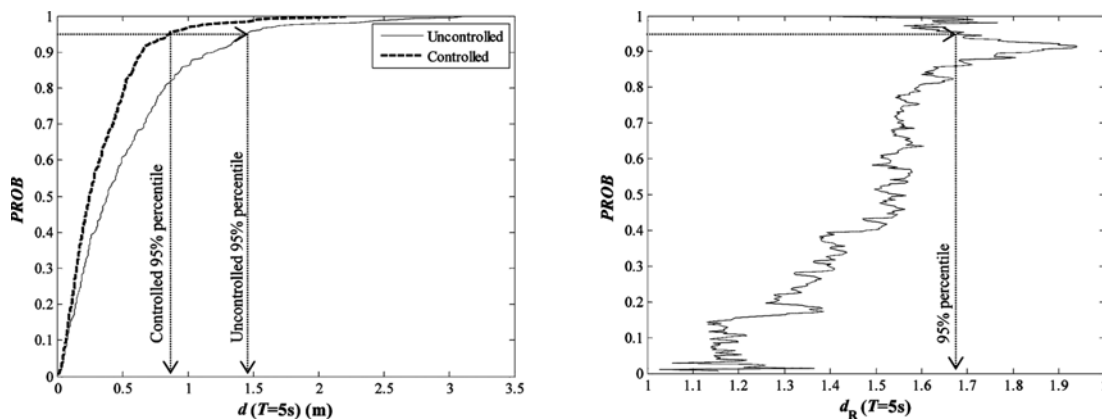 1
0.9
0.8
0.7
0.6
0.5
0.4
0.3
0.2
0.1
0
PROB
Uncontrolled
Controlled
Controlled 95% percentile
Uncontrolled 95% percentile
0 0.5 1 1.5 2 2.5 3 3.5
d (T=5s) (m)
1
0.9
0.8
0.7
0.6
0.5
0.4
0.3
0.2
0.1
0
PROB
95% percentile
1 1.1 1.2 1.3 1.4 1.5 1.6 1.7 1.8 1.9 2
dR (T=5s)